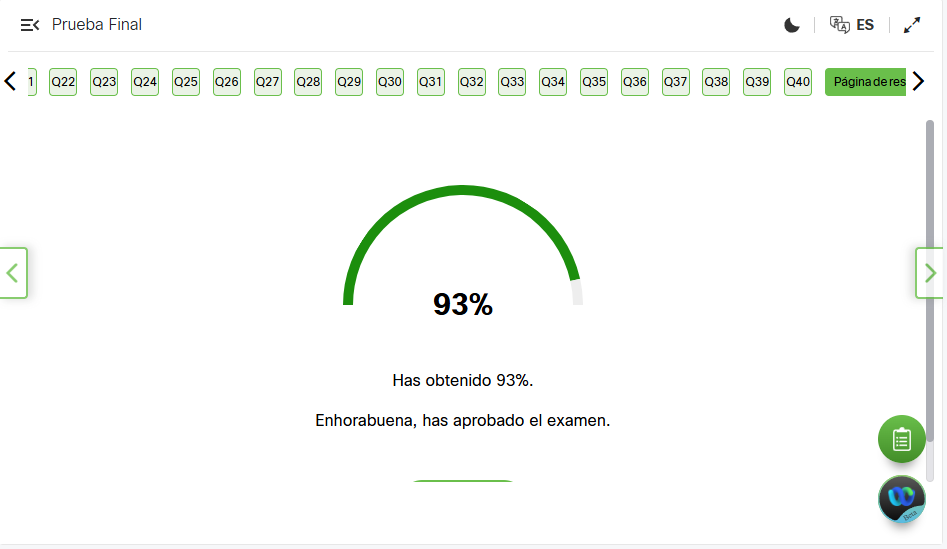 Prueba Final
ES
1 Q22 Q23 Q24 Q25 Q26 Q27 Q28 Q29 Q30 Q31 Q32 Q33 Q34 Q35 Q36 Q37 Q38 Q39 Q40 Página de res
93%
Has obtenido 93%.
Enhorabuena, has aprobado el examen.
Beta